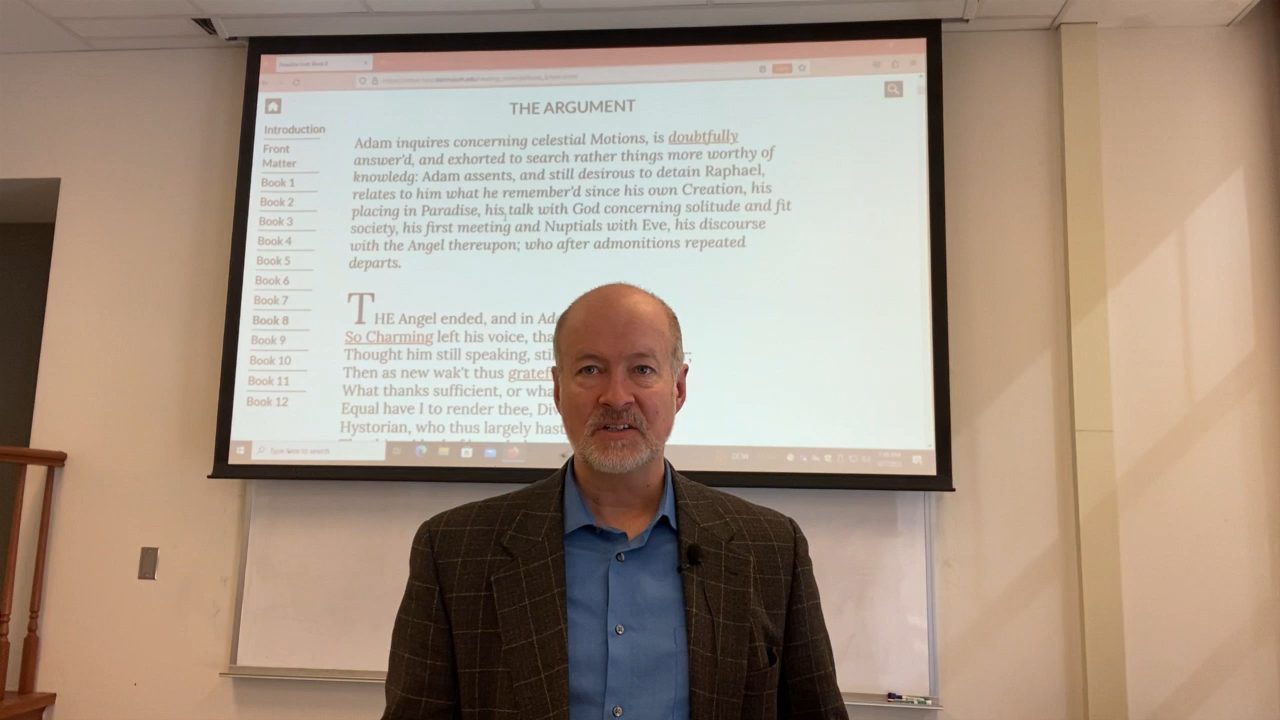 Paradise Lost: Book 8
THE ARGUMENT
Introduction
Front
Matter
Book 1
Book 2
Book 3
Book 4
Book 5
Book 6
Book 7
Book 8
Book 9
Book 10
Book 11
Book 12
Adam inquires concerning celestial Motions, is doubtfully
answer'd, and exhorted to search rather things more worthy of
knowledg: Adam assents, and still desirous to detain Raphael,
relates to him what he remember'd since his own Creation, his
placing in Paradise, his talk with God concerning solitude and fit
society, his first meeting and Nuptials with Eve, his discourse
with the Angel thereupon; who after admonitions repeated
departs.
THE Angel ended, and in
So Charming left his voice,
Thought him still speaking,
Then as new wak't thus
What thanks sufficient, or
Equal have I to render thee,
Hystorian, who thus largely
Type here to search